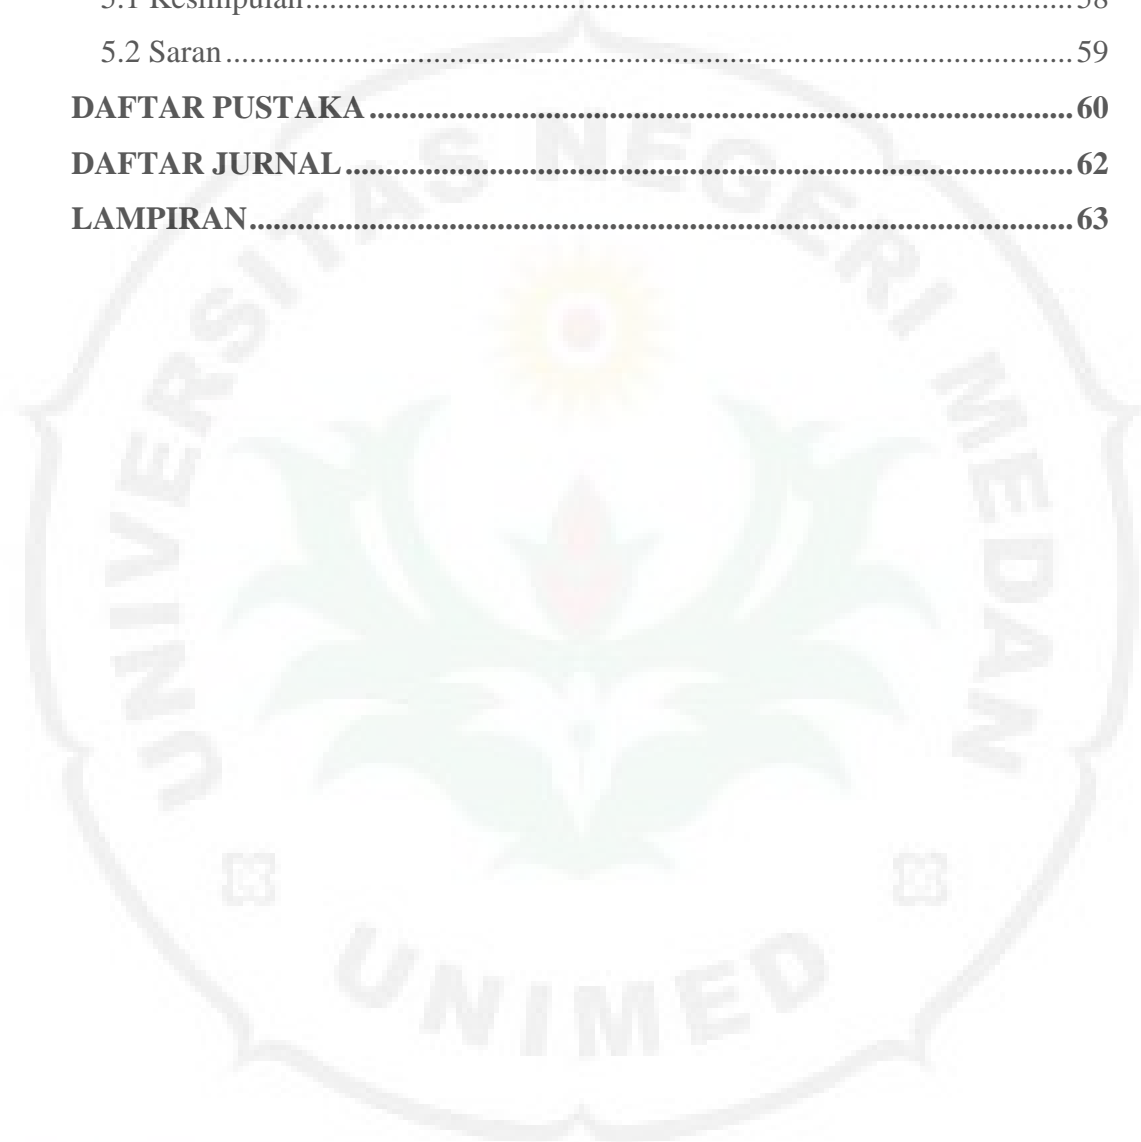 5.1 Kesimpulan.......................................................................................................58
5.2 Saran.................................................................................................................59
DAFTAR PUSTAKA..........................................................................................60
DAFTAR JURNAL.............................................................................................62
LAMPIRAN.........................................................................................................63
UNIVERSITAS NEGERI MEDAN
UNIMED